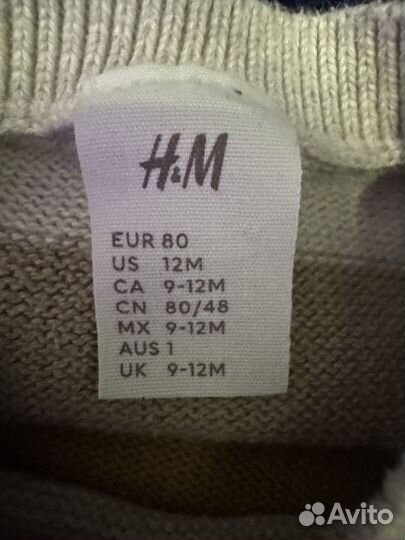 H&M
EUR 80
US 12M
CA 9-12M
CN 80/48
MX 9-12M
AUS 1
UK 9-12M
Avito